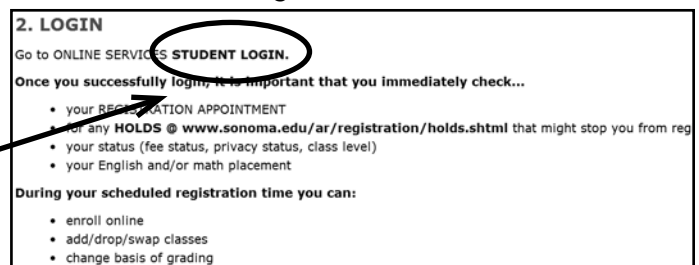 2. LOGIN
Go to ONLINE SERVICES STUDENT LOGIN.
Once you successfully login, it is important that you immediately check...
• your REGISTRATION APPOINTMENT
• for any HOLDS @ www.sonoma.edu/ar/registration/holds.shtml that might stop you from reg
• your status (fee status, privacy status, class level)
• your English and/or math placement
During your scheduled registration time you can:
• enroll online
• add/drop/swap classes
• change basis of grading